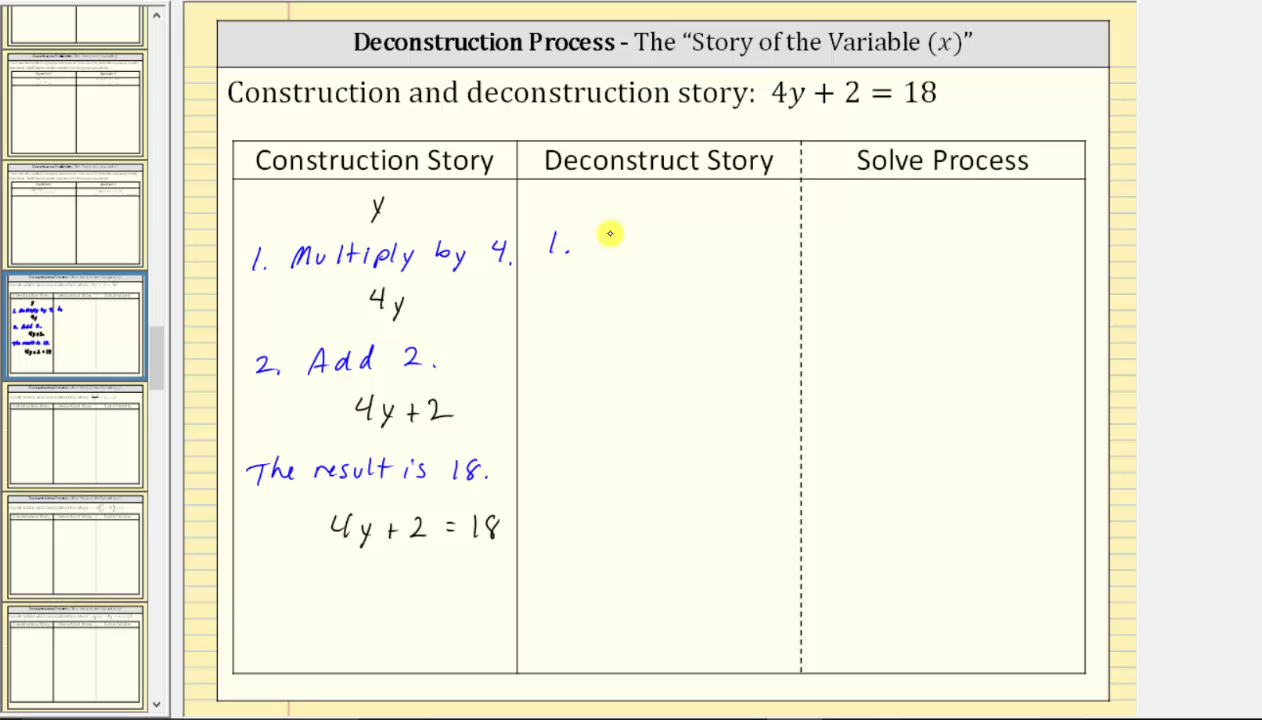 Deconstruction Process - The “Story of the Variable (x)”
Construction and deconstruction story: 4y + 2 = 18
Construction Story
y
1. Multiply by 4.
4y
2. Add 2.
4y+2
The result is 18.
4y+2 = 18
Deconstruct Story
1.
Solve Process